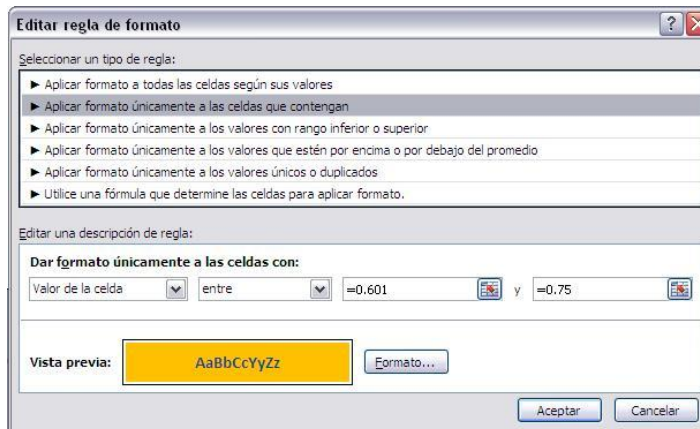 Editar regla de formato
Seleccionar un tipo de regla:
► Aplicar formato a todas las celdas según sus valores
► Aplicar formato únicamente a las celdas que contengan
► Aplicar formato únicamente a los valores con rango inferior o superior
► Aplicar formato únicamente a los valores que estén por encima o por debajo del promedio
► Aplicar formato únicamente a los valores únicos o duplicados
► Utilice una fórmula que determine las celdas para aplicar formato.
Editar una descripción de regla:
Dar formato únicamente a las celdas con:
Valor de la celda entre =0.601 y =0.75
Vista previa: AaBbCcYyZz Formato...
Aceptar Cancelar